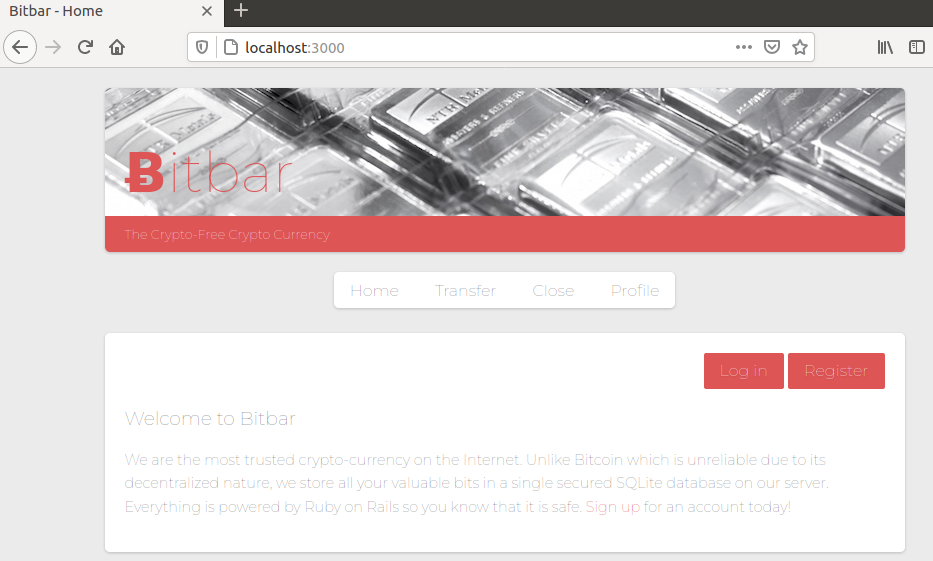 Bitbar - Home
localhost:3000
Ƀitbar
The Crypto-Free Crypto Currency
Home Transfer Close Profile
Log in Register
Welcome to Bitbar
We are the most trusted crypto-currency on the Internet. Unlike Bitcoin which is unreliable due to its
decentralized nature, we store all your valuable bits in a single secured SQLite database on our server.
Everything is powered by Ruby on Rails so you know that it is safe. Sign up for an account today!